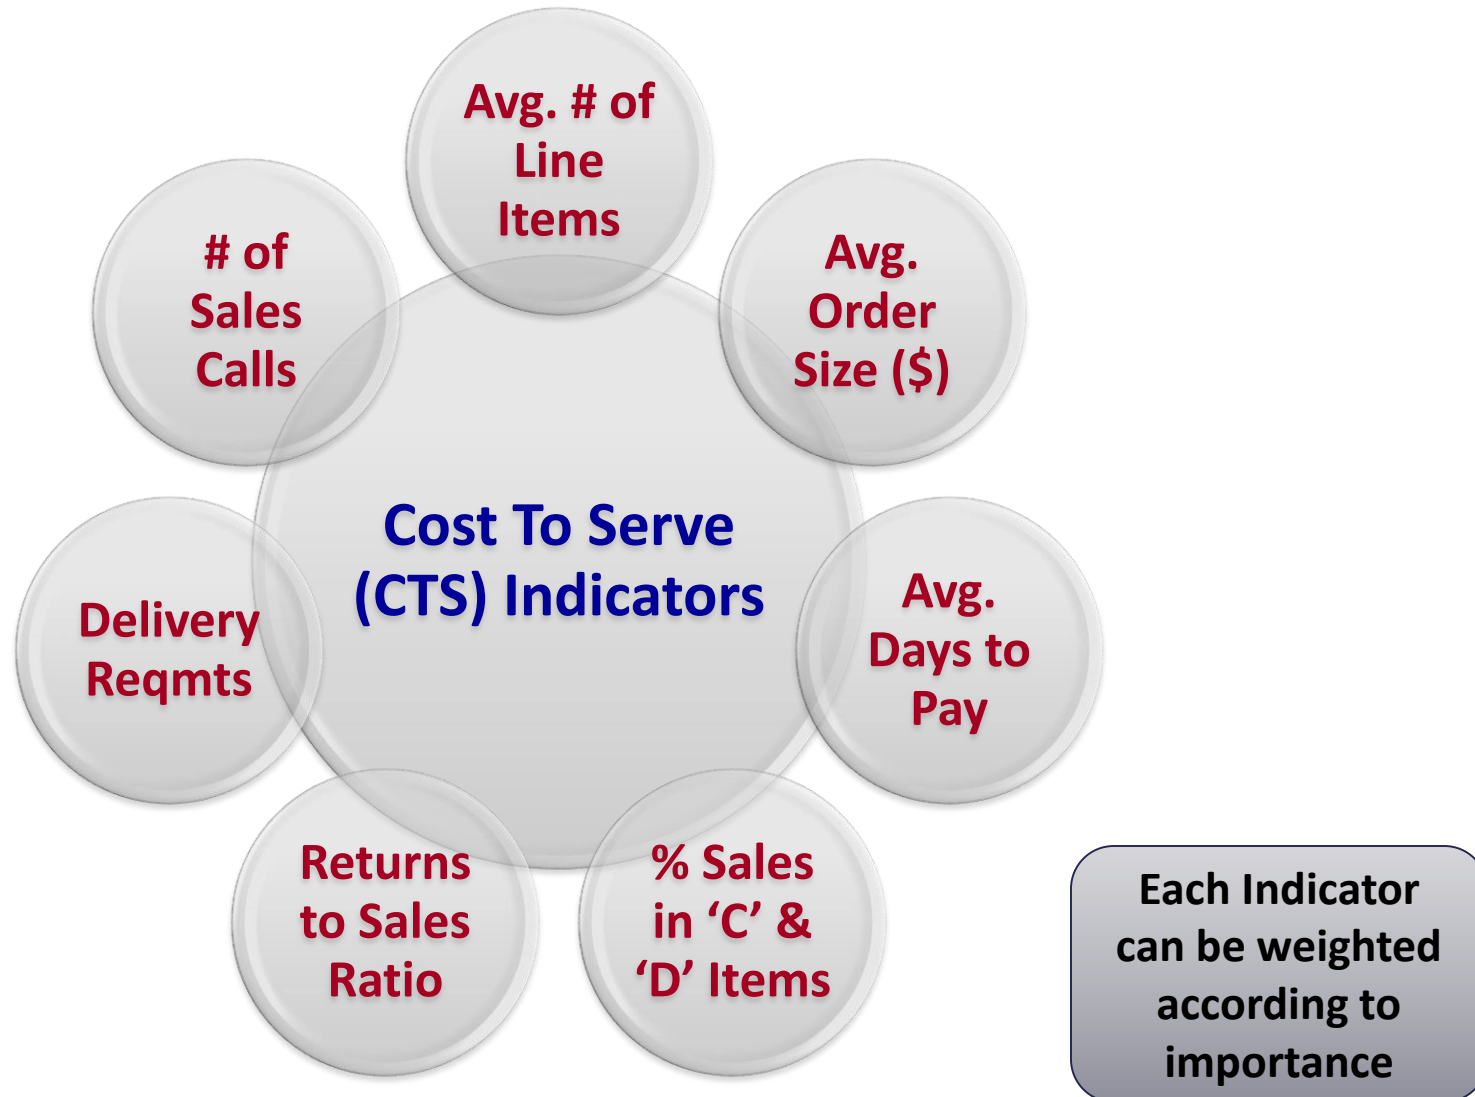 Avg. # of
Line
Items
# of
Sales
Calls
Avg.
Order
Size ($)
Cost To Serve
(CTS) Indicators
Delivery
Reqmts
Avg.
Days to
Pay
Returns
to Sales
Ratio
% Sales
in ‘C’ &
‘D’ Items
Each Indicator
can be weighted
according to
importance